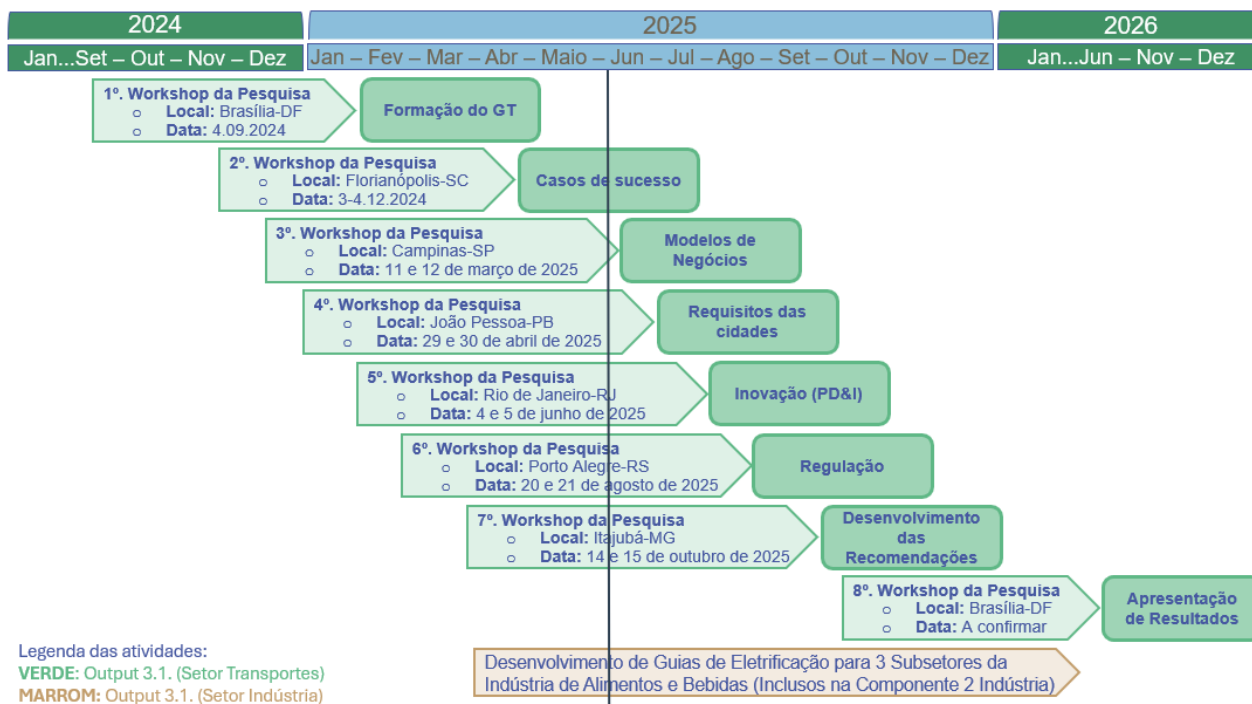 2024
2025
2026
Jan...Set – Out – Nov – Dez
Jan – Fev – Mar – Abr – Maio – Jun – Jul – Ago – Set – Out – Nov – Dez
Jan...Jun – Nov – Dez
1º. Workshop da Pesquisa
o Local: Brasília-DF
o Data: 4.09.2024
Formação do GT
2º. Workshop da Pesquisa
o Local: Florianópolis-SC
o Data: 3-4.12.2024
Casos de sucesso
3º. Workshop da Pesquisa
o Local: Campinas-SP
o Data: 11 e 12 de março de 2025
Modelos de
Negócios
4º. Workshop da Pesquisa
o Local: João Pessoa-PB
o Data: 29 e 30 de abril de 2025
Requisitos das
cidades
5º. Workshop da Pesquisa
o Local: Rio de Janeiro-RJ
o Data: 4 e 5 de junho de 2025
Inovação (PD&I)
6º. Workshop da Pesquisa
o Local: Porto Alegre-RS
o Data: 20 e 21 de agosto de 2025
Regulação
7º. Workshop da Pesquisa
o Local: Itajubá-MG
o Data: 14 e 15 de outubro de 2025
Desenvolvimento
das
Recomendações
8º. Workshop da Pesquisa
o Local: Brasília-DF
o Data: A confirmar
Apresentação
de Resultados
Legenda das atividades:
VERDE: Output 3.1. (Setor Transportes)
MARROM: Output 3.1. (Setor Indústria)
Desenvolvimento de Guias de Eletrificação para 3 Subsetores da
Indústria de Alimentos e Bebidas (Inclusos na Componente 2 Indústria)